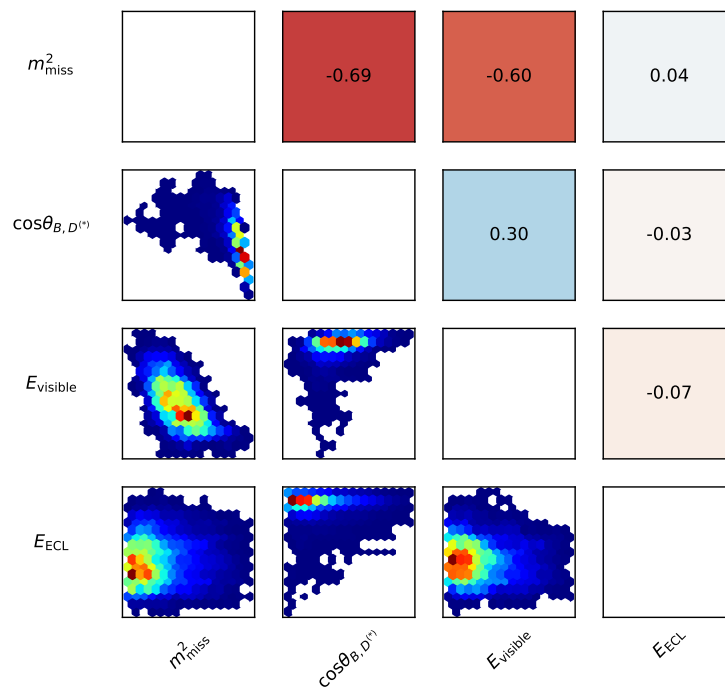 m²miss -0.69 -0.60 0.04
cosθB, D(*) 0.30 -0.03
Evisible -0.07
EECL
m²miss cosθB, D(*) Evisible EECL